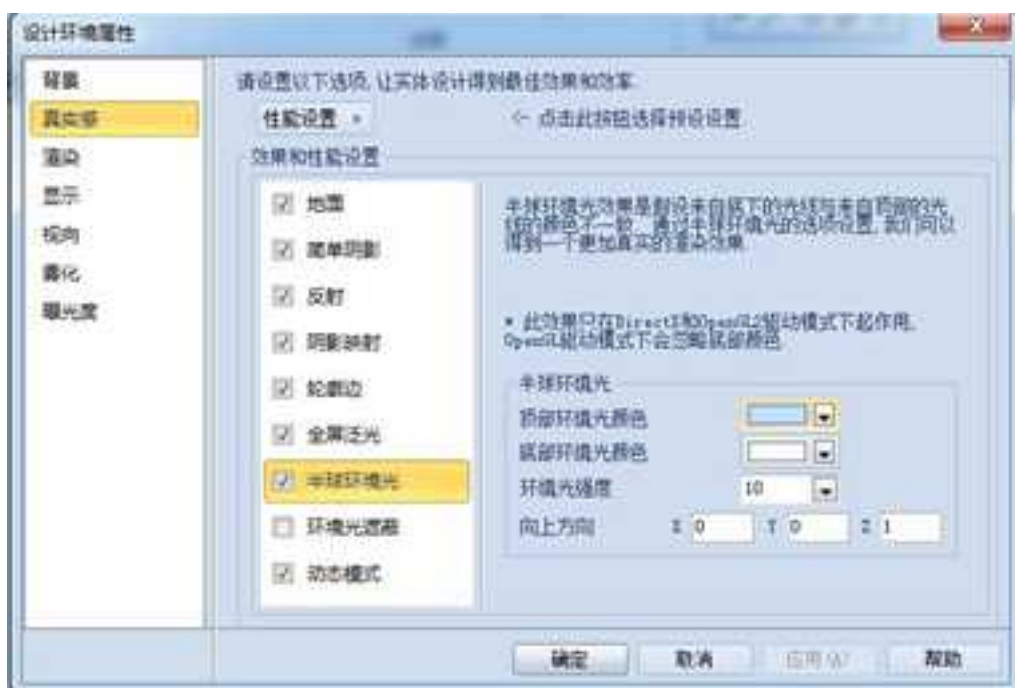 设计环境属性
背景
真实感
渲染
显示
视向
雾化
曝光度
请设置以下选项,让实体设计得到最佳效果和效率.
性能设置
<- 点击此按钮选择预设设置
效果和性能设置
地面
简单阴影
反射
阴影映射
轮廓边
全屏泛光
半球环境光
环境光遮蔽
动态模式
半球环境光效果是假设来自底下的光线与来自顶部的光
线的颜色不一致. 通过半球环境光的选项设置,我们可以
得到一个更加真实的渲染效果
* 此效果只在DirectX和OpenGL2驱动模式下起作用.
OpenGL驱动模式下会忽略底部颜色
半球环境光
顶部环境光颜色
底部环境光颜色
环境光强度 10
向上方向 X 0 Y 0 Z 1
确定 取消 应用(A) 帮助